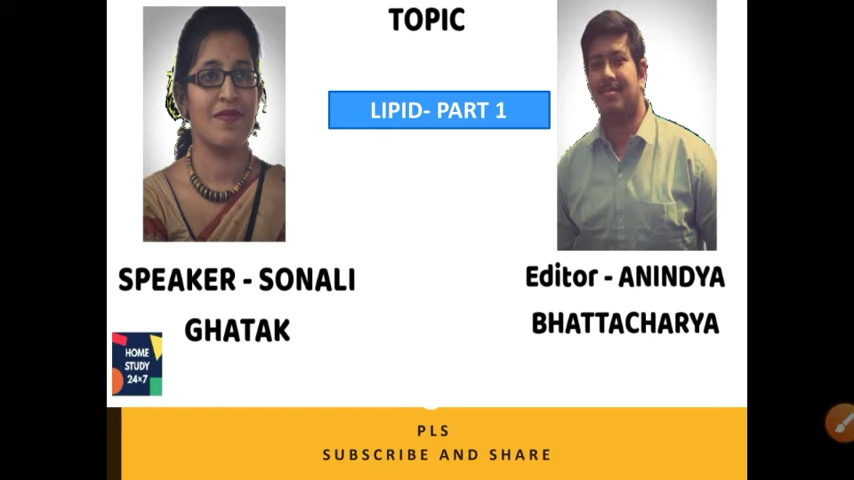 TOPIC
LIPID- PART 1
SPEAKER - SONALI
GHATAK
Editor - ANINDYA
BHATTACHARYA
HOME
STUDY
24×7
PLS
SUBSCRIBE AND SHARE